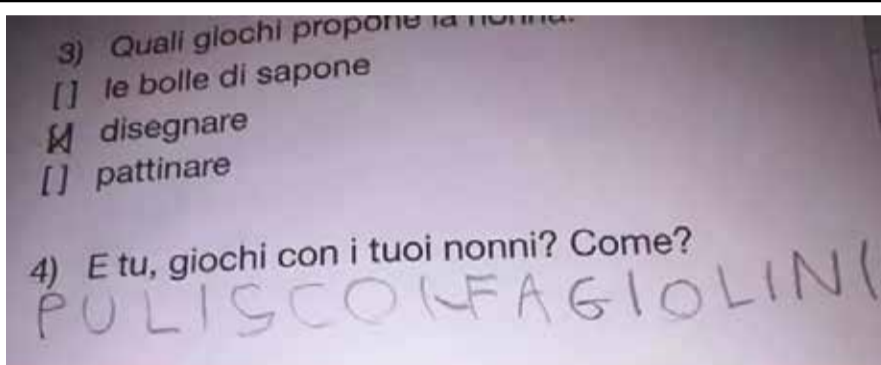 3) Quali giochi propone la nonna?
[ ] le bolle di sapone
[x] disegnare
[ ] pattinare
4) E tu, giochi con i tuoi nonni? Come?
PULISCO I FAGIOLINI